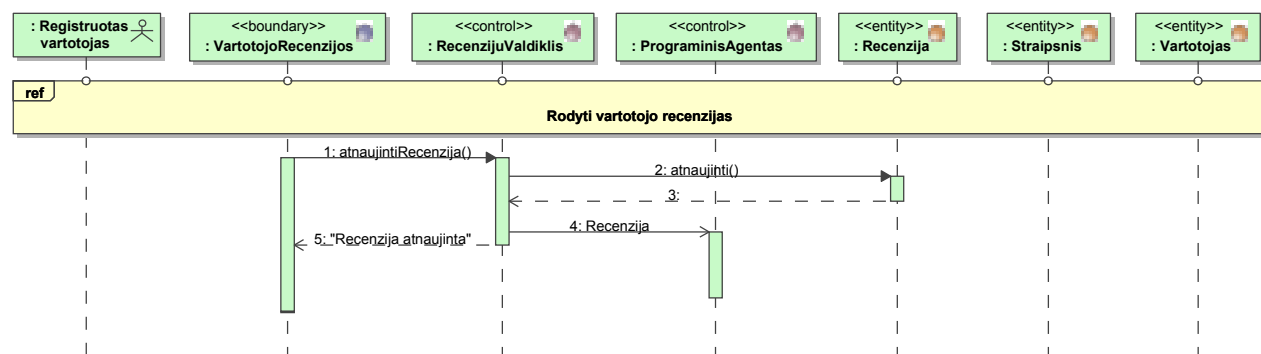 : Registruotas
vartotojas
<<boundary>>
: VartotojoRecenzijos
<<control>>
: RecenzijuValdiklis
<<control>>
: PrograminisAgentas
<<entity>>
: Recenzija
<<entity>>
: Straipsnis
<<entity>>
: Vartotojas
ref
Rodyti vartotojo recenzijas
1: atnaujintiRecenzija()
2: atnaujinti()
3:
4: Recenzija
5: "Recenzija atnaujinta"